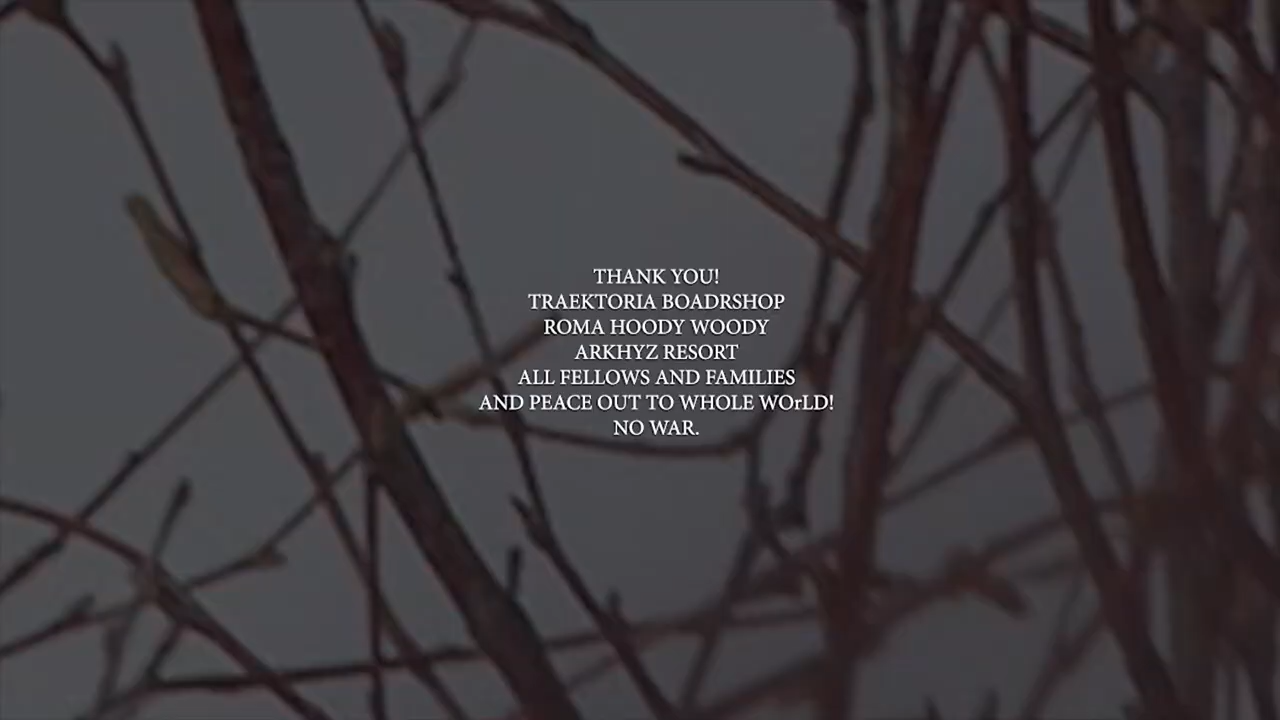 THANK YOU!
TRAEKTORIA BOADRSHOP
ROMA HOODY WOODY
ARKHYZ RESORT
ALL FELLOWS AND FAMILIES
AND PEACE OUT TO WHOLE WOrLD!
NO WAR.